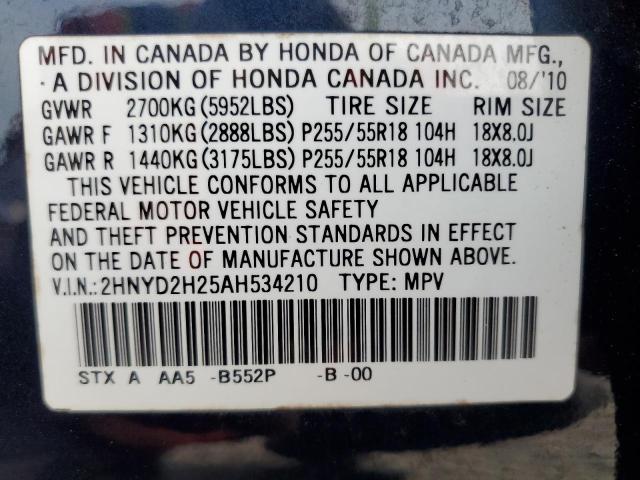 MFD. IN CANADA BY HONDA OF CANADA MFG.,
A DIVISION OF HONDA CANADA INC. 08/'10
GVWR 2700KG(5952LBS) TIRE SIZE RIM SIZE
GAWR F 1310KG(2888LBS) P255/55R18 104H 18X8.0J
GAWR R 1440KG(3175LBS) P255/55R18 104H 18X8.0J
THIS VEHICLE CONFORMS TO ALL APPLICABLE
FEDERAL MOTOR VEHICLE SAFETY
AND THEFT PREVENTION STANDARDS IN EFFECT
ON THE DATE OF MANUFACTURE SHOWN ABOVE.
V.I.N.: 2HNYD2H25AH534210 TYPE: MPV
STX A AA5 -B552P -B -00